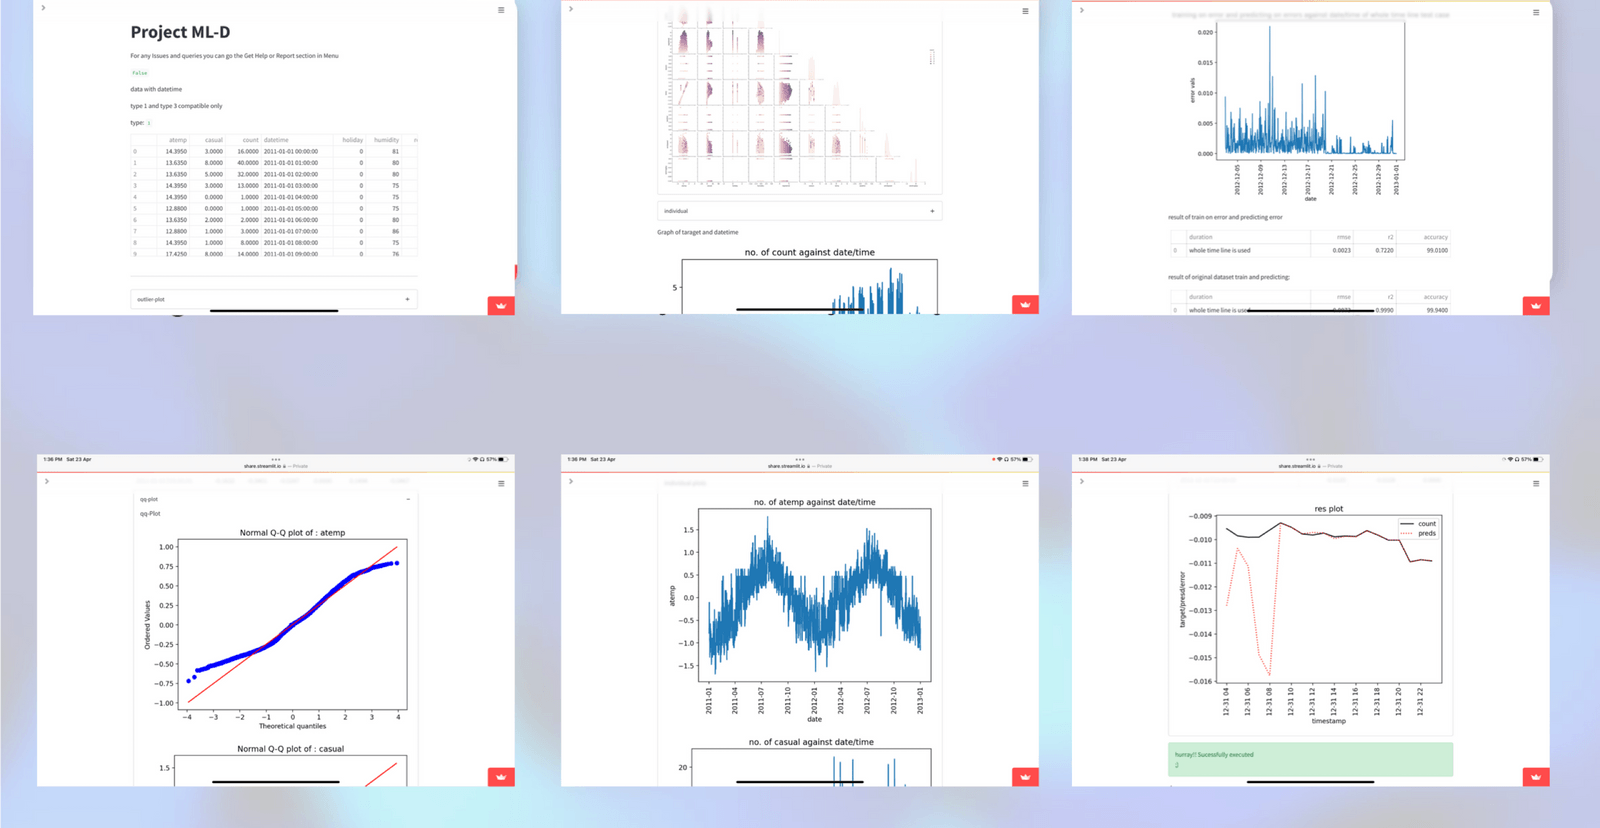 Project ML-D
For any Issues and queries you can go the Get Help or Report section in Menu
False
data with datetime
type 1 and type 3 compatible only
type:
atemp casual count datetime holiday humidity
0 14.3950 3.0000 16.0000 2011-01-01 00:00:00 0 81
1 13.6350 8.0000 40.0000 2011-01-01 01:00:00 0 80
2 13.6350 5.0000 32.0000 2011-01-01 02:00:00 0 80
3 14.3950 3.0000 13.0000 2011-01-01 03:00:00 0 75
4 14.3950 0.0000 1.0000 2011-01-01 04:00:00 0 75
5 12.8800 0.0000 1.0000 2011-01-01 05:00:00 0 75
6 13.6350 2.0000 2.0000 2011-01-01 06:00:00 0 80
7 12.8800 1.0000 3.0000 2011-01-01 07:00:00 0 86
8 14.3950 1.0000 8.0000 2011-01-01 08:00:00 0 75
9 17.4250 8.0000 14.0000 2011-01-01 09:00:00 0 76
outlier-plot +
individual +
Graph of taraget and datetime
no. of count against date/time
5
0.020
0.015
0.010
0.005
0.000
error vals
2012-12-05
2012-12-09
2012-12-13
2012-12-17
2012-12-21
2012-12-25
2012-12-29
2013-01-01
date
result of train on error and predicting error
duration rmse r2 accuracy
0 whole time line is used 0.0023 0.7220 99.0100
result of original dataset train and predicting:
duration rmse r2 accuracy
0 whole time line is used 0.9990 99.9400
1:36 PM Sat 23 Apr
57%
share.streamlit.io — Private
qq-plot −
qq-Plot
Normal Q-Q plot of : atemp
1.00
0.75
0.50
0.25
0.00
−0.25
−0.50
−0.75
−1.00
Ordered Values
−4 −3 −2 −1 0 1 2 3 4
Theoretical quantiles
Normal Q-Q plot of : casual
1.5
1:36 PM Sat 23 Apr
57%
share.streamlit.io — Private
no. of atemp against date/time
1.5
1.0
0.5
0.0
−0.5
−1.0
−1.5
atemp
2011-01
2011-04
2011-07
2011-10
2012-01
2012-04
2012-07
2012-10
2013-01
date
no. of casual against date/time
20
1:38 PM Sat 23 Apr
57%
share.streamlit.io — Private
res plot
count
preds
−0.009
−0.010
−0.011
−0.012
−0.013
−0.014
−0.015
−0.016
target/presd/error
12-31 04
12-31 06
12-31 08
12-31 10
12-31 12
12-31 14
12-31 16
12-31 18
12-31 20
12-31 22
timestamp
hurray!! Sucessfully executed